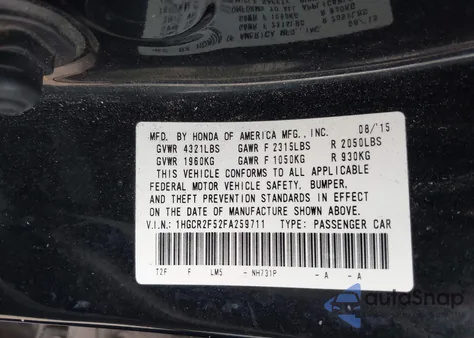 MFD. BY HONDA OF AMERICA MFG., INC. 08/15
GVWR 4321LBS GAWR F 2315LBS R 2050LBS
GVWR 1960KG GAWR F 1050KG R 930KG
THIS VEHICLE CONFORMS TO ALL APPLICABLE
FEDERAL MOTOR VEHICLE SAFETY, BUMPER,
AND THEFT PREVENTION STANDARDS IN EFFECT
ON THE DATE OF MANUFACTURE SHOWN ABOVE.
V.I.N.: 1HGCR2F52FA259711 TYPE: PASSENGER CAR
T2F F LM5 - NH731P - A - A
autoSnap